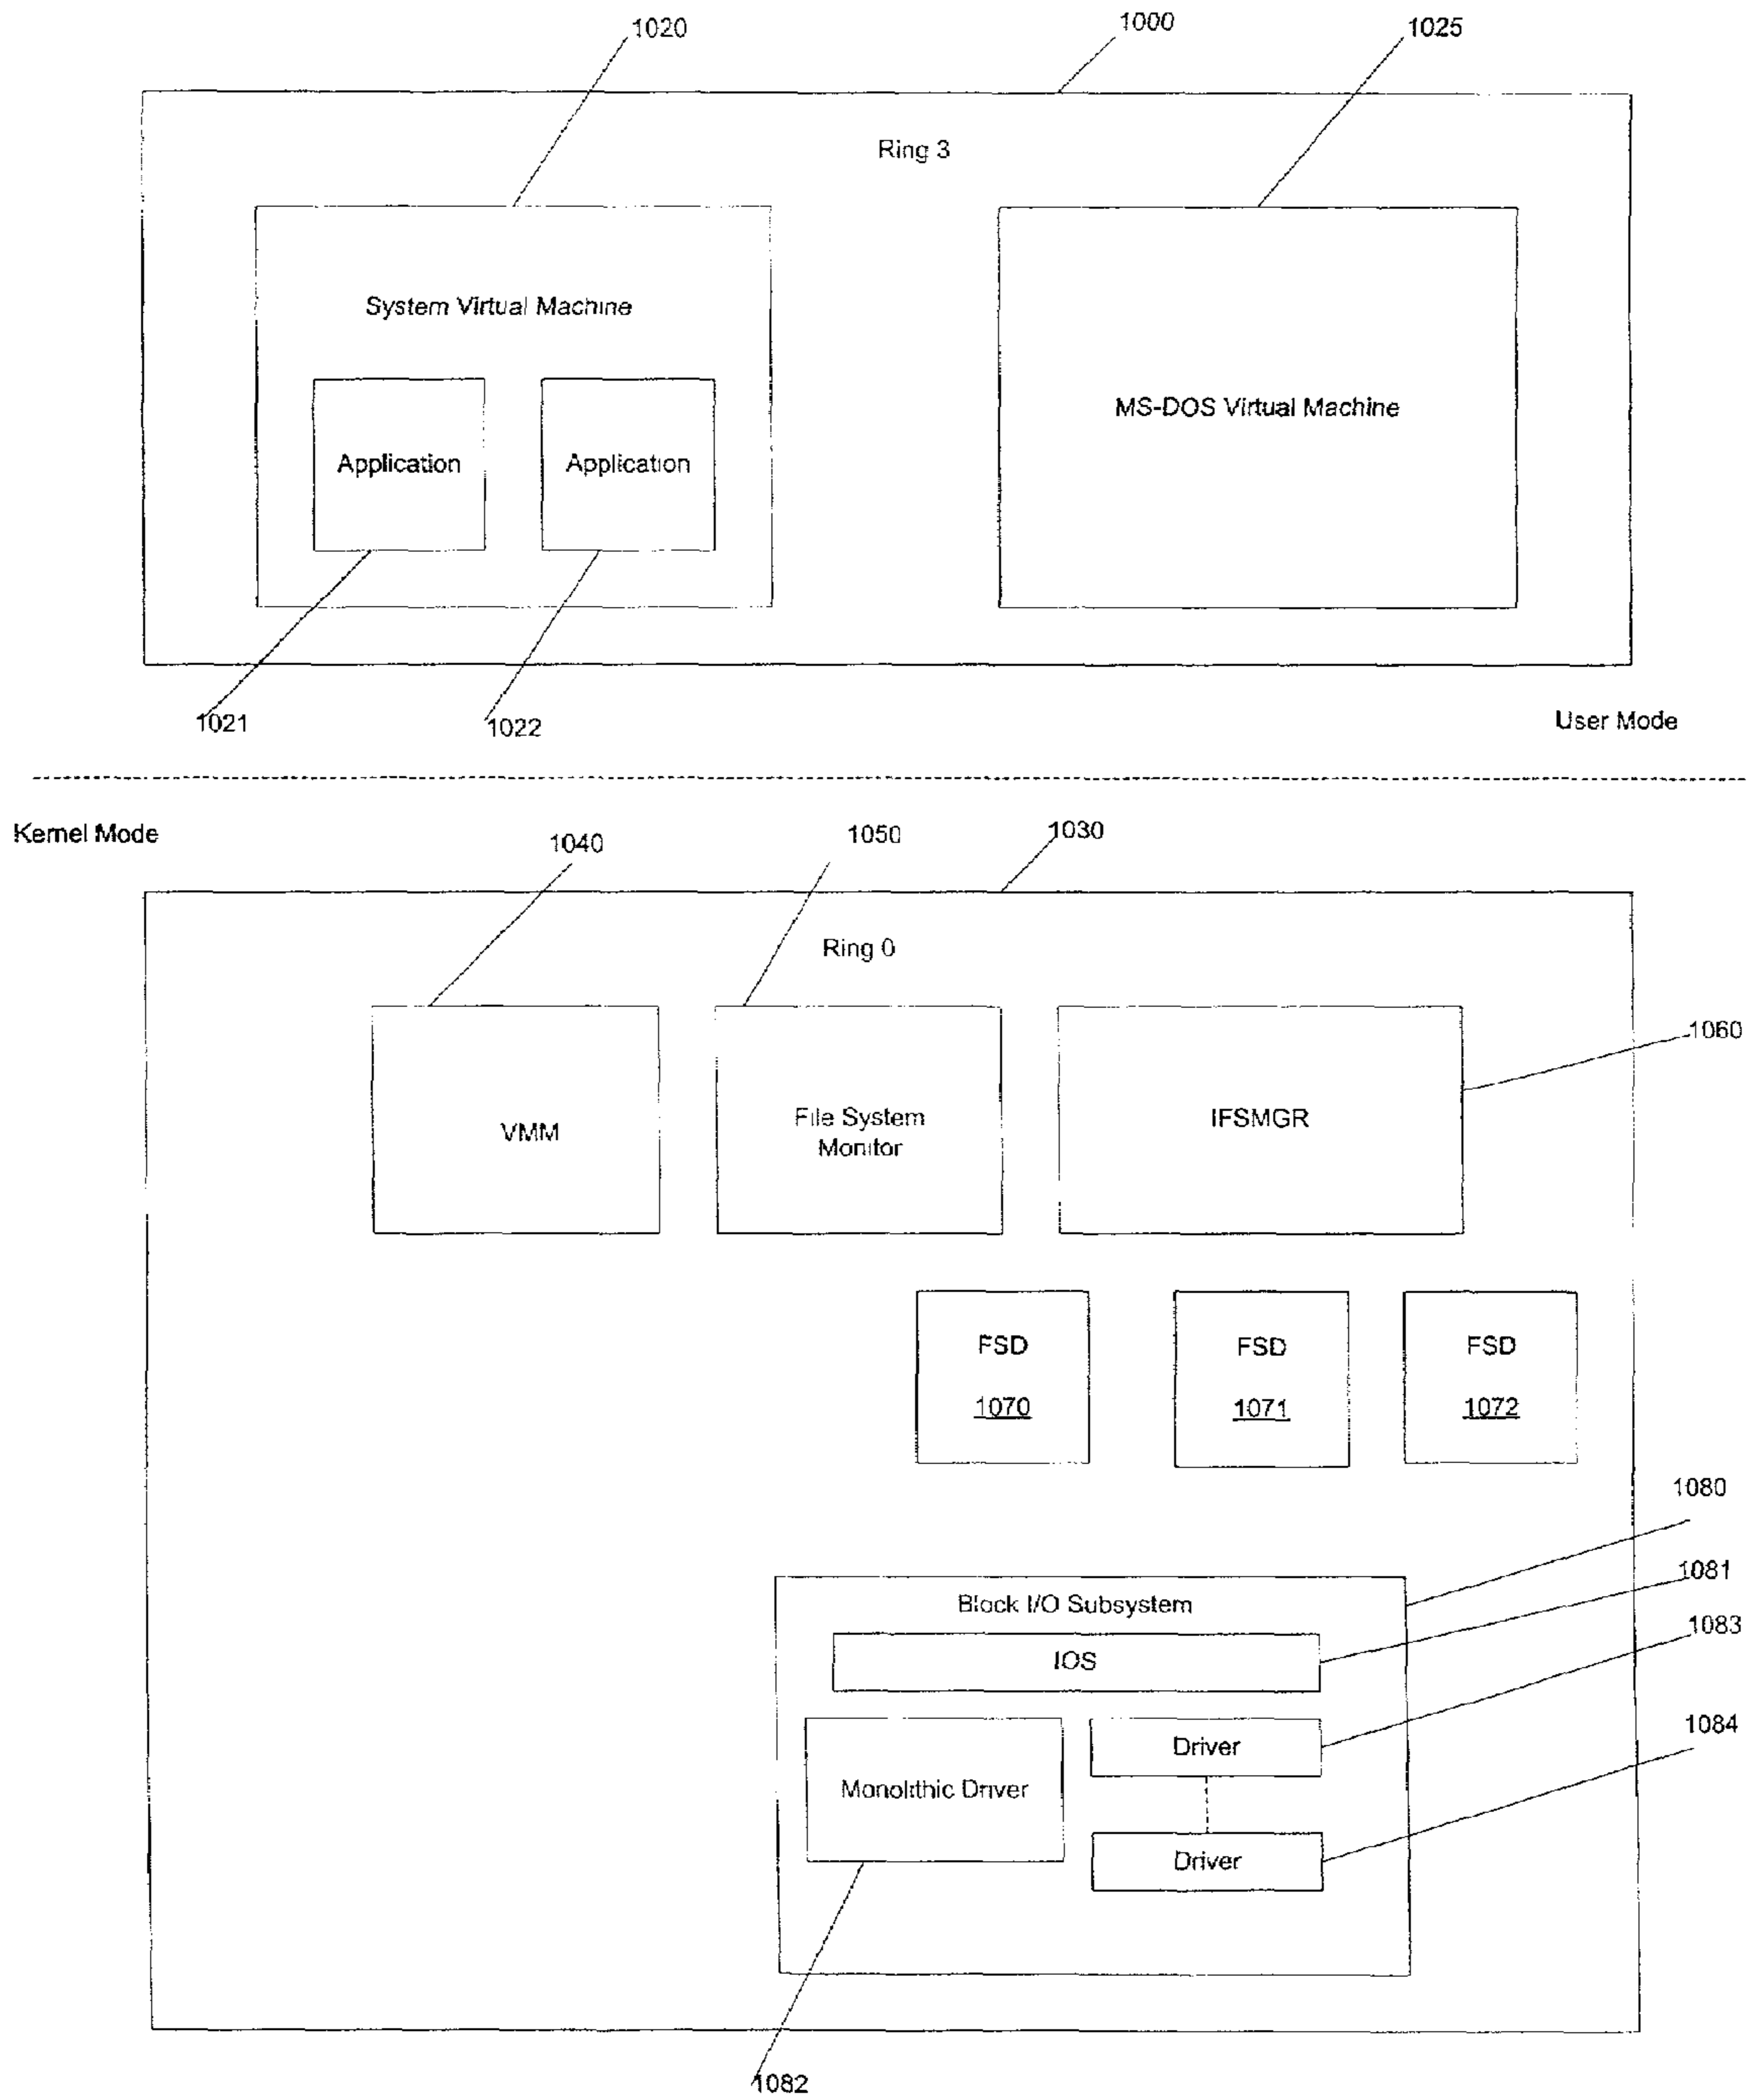 1020
1000
1025
Ring 3
System Virtual Machine
MS-DOS Virtual Machine
Application
Application
1021
1022
User Mode
Kernel Mode
1040
1050
1030
Ring 0
1060
VMM
File System
Monitor
IFSMGR
FSD
1070
FSD
1071
FSD
1072
1080
1081
Block I/O Subsystem
1083
IOS
1084
Driver
Monolithic Driver
Driver
1082